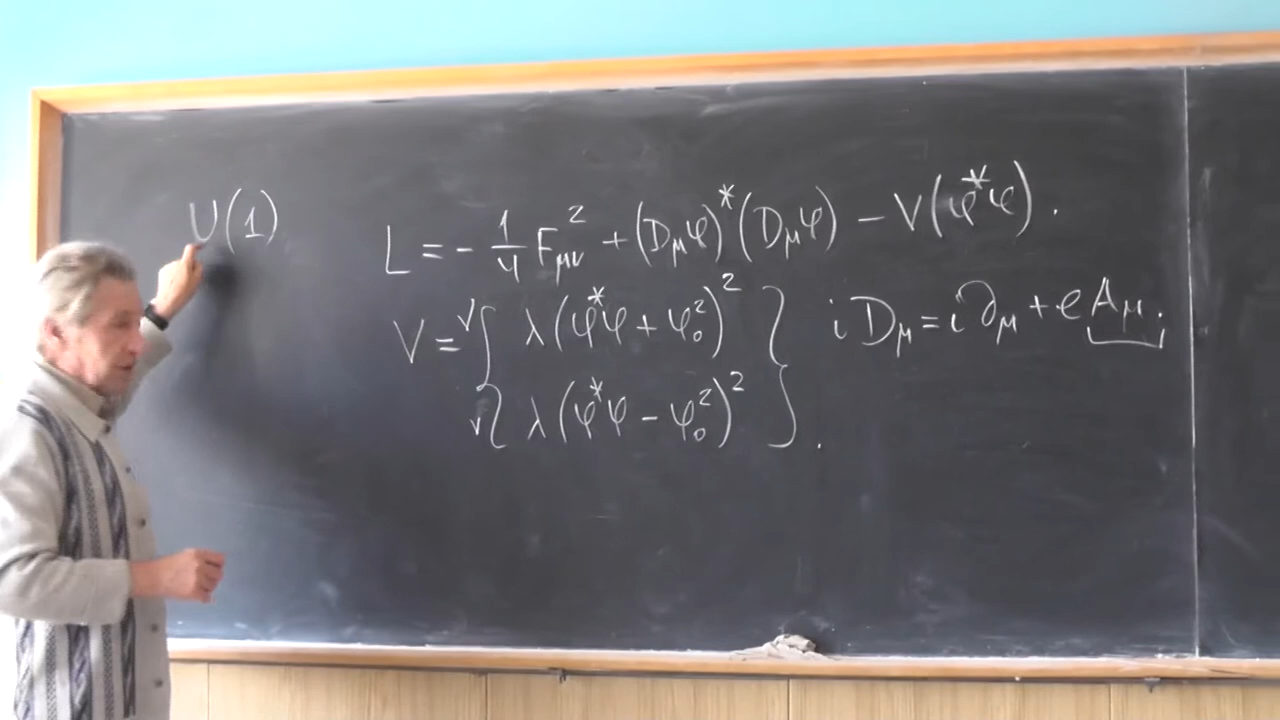 U(1)
L = - 1/4 F_μν^2 + (D_μ φ)^* (D_μ φ) - V(φ^* φ).
V = √{ λ(φ^* φ + φ_0^2)^2 }
√{ λ(φ^* φ - φ_0^2)^2 }.
i D_μ = i ∂_μ + e A_μ.